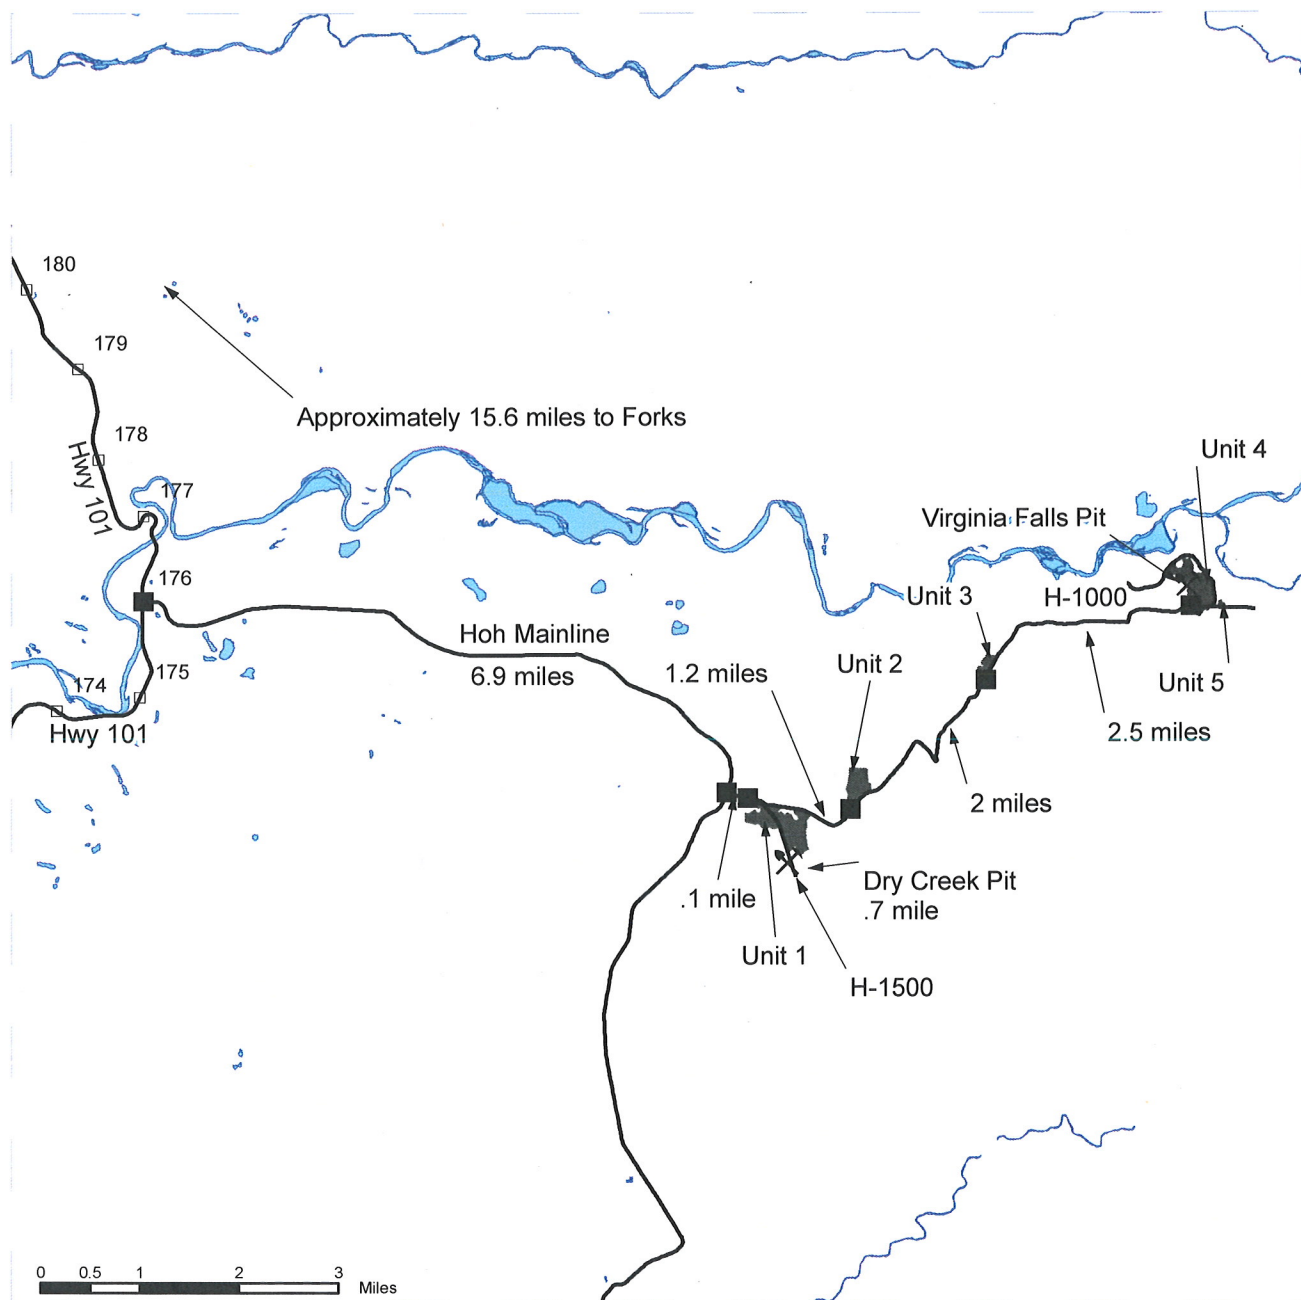 180
179
Approximately 15.6 miles to Forks
178
Hwy 101
177
Unit 4
Virginia Falls Pit
176
Unit 3
H-1000
Hoh Mainline
6.9 miles
1.2 miles
Unit 2
175
174
Unit 5
Hwy 101
2.5 miles
2 miles
Dry Creek Pit
.7 mile
.1 mile
Unit 1
H-1500
0 0.5 1 2 3
Miles